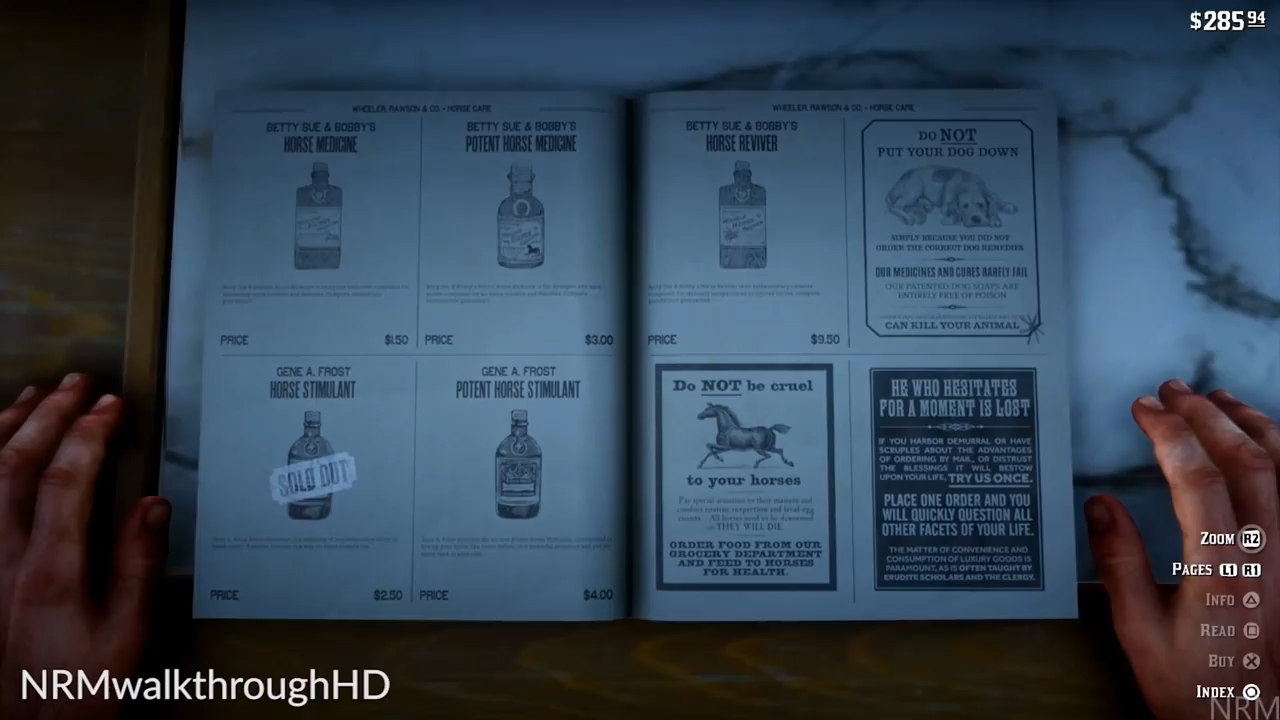 $285.94
WHEELER, RAWSON & CO. • HORSE CARE
BETTY SUE & BOBBY'S
HORSE MEDICINE
PRICE $1.50
BETTY SUE & BOBBY'S
POTENT HORSE MEDICINE
PRICE $3.00
GENE A. FROST
HORSE STIMULANT
SOLD OUT
PRICE $2.50
GENE A. FROST
POTENT HORSE STIMULANT
PRICE $4.00
WHEELER, RAWSON & CO. • HORSE CARE
BETTY SUE & BOBBY'S
HORSE REVIVER
PRICE $9.50
DO NOT
PUT YOUR DOG DOWN
SIMPLY BECAUSE YOU DID NOT
ORDER THE CORRECT DOG REMEDIES
OUR MEDICINES AND CURES RARELY FAIL
OUR PATENTED DOG SOAPS ARE
ENTIRELY FREE OF POISON
CAN KILL YOUR ANIMAL
Do NOT be cruel
to your horses
Pay special attention to their manure and
THEY WILL DIE.
ORDER FOOD FROM OUR
GROCERY DEPARTMENT
AND FEED TO HORSES
FOR HEALTH.
HE WHO HESITATES
FOR A MOMENT IS LOST
IF YOU HARBOR DEMURRAL OR HAVE
SCRUPLES ABOUT THE ADVANTAGES
OF ORDERING BY MAIL, OR DISTRUST
THE BLESSINGS IT WILL BESTOW
UPON YOUR LIFE, TRY US ONCE.
PLACE ONE ORDER AND YOU
WILL QUICKLY QUESTION ALL
OTHER FACETS OF YOUR LIFE.
THE MATTER OF CONVENIENCE AND
CONSUMPTION OF LUXURY GOODS IS
PARAMOUNT, AS IS OFTEN TAUGHT BY
ERUDITE SCHOLARS AND THE CLERGY.
ZOOM R2
PAGES L1 R1
INFO
READ
BUY
INDEX
NRMwalkthroughHD
NRM